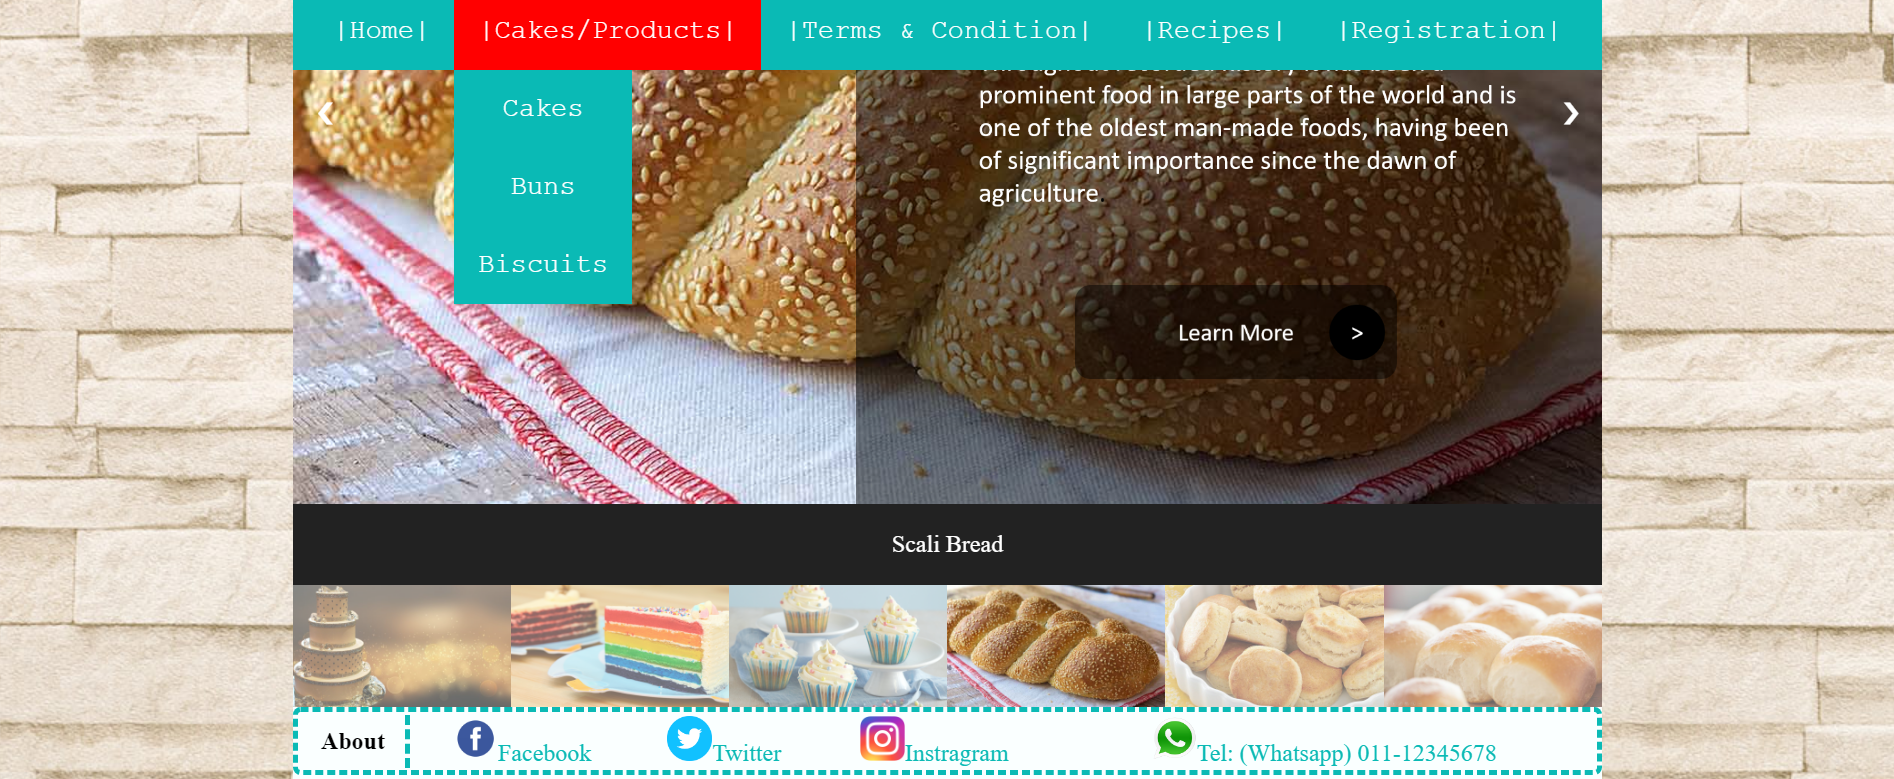 |Home| |Cakes/Products| |Terms & Condition| |Recipes| |Registration|
Cakes
Buns
Biscuits
❮
prominent food in large parts of the world and is
one of the oldest man-made foods, having been
of significant importance since the dawn of
agriculture
❯
Learn More >
Scali Bread
About Facebook Twitter Instragram Tel: (Whatsapp) 011-12345678